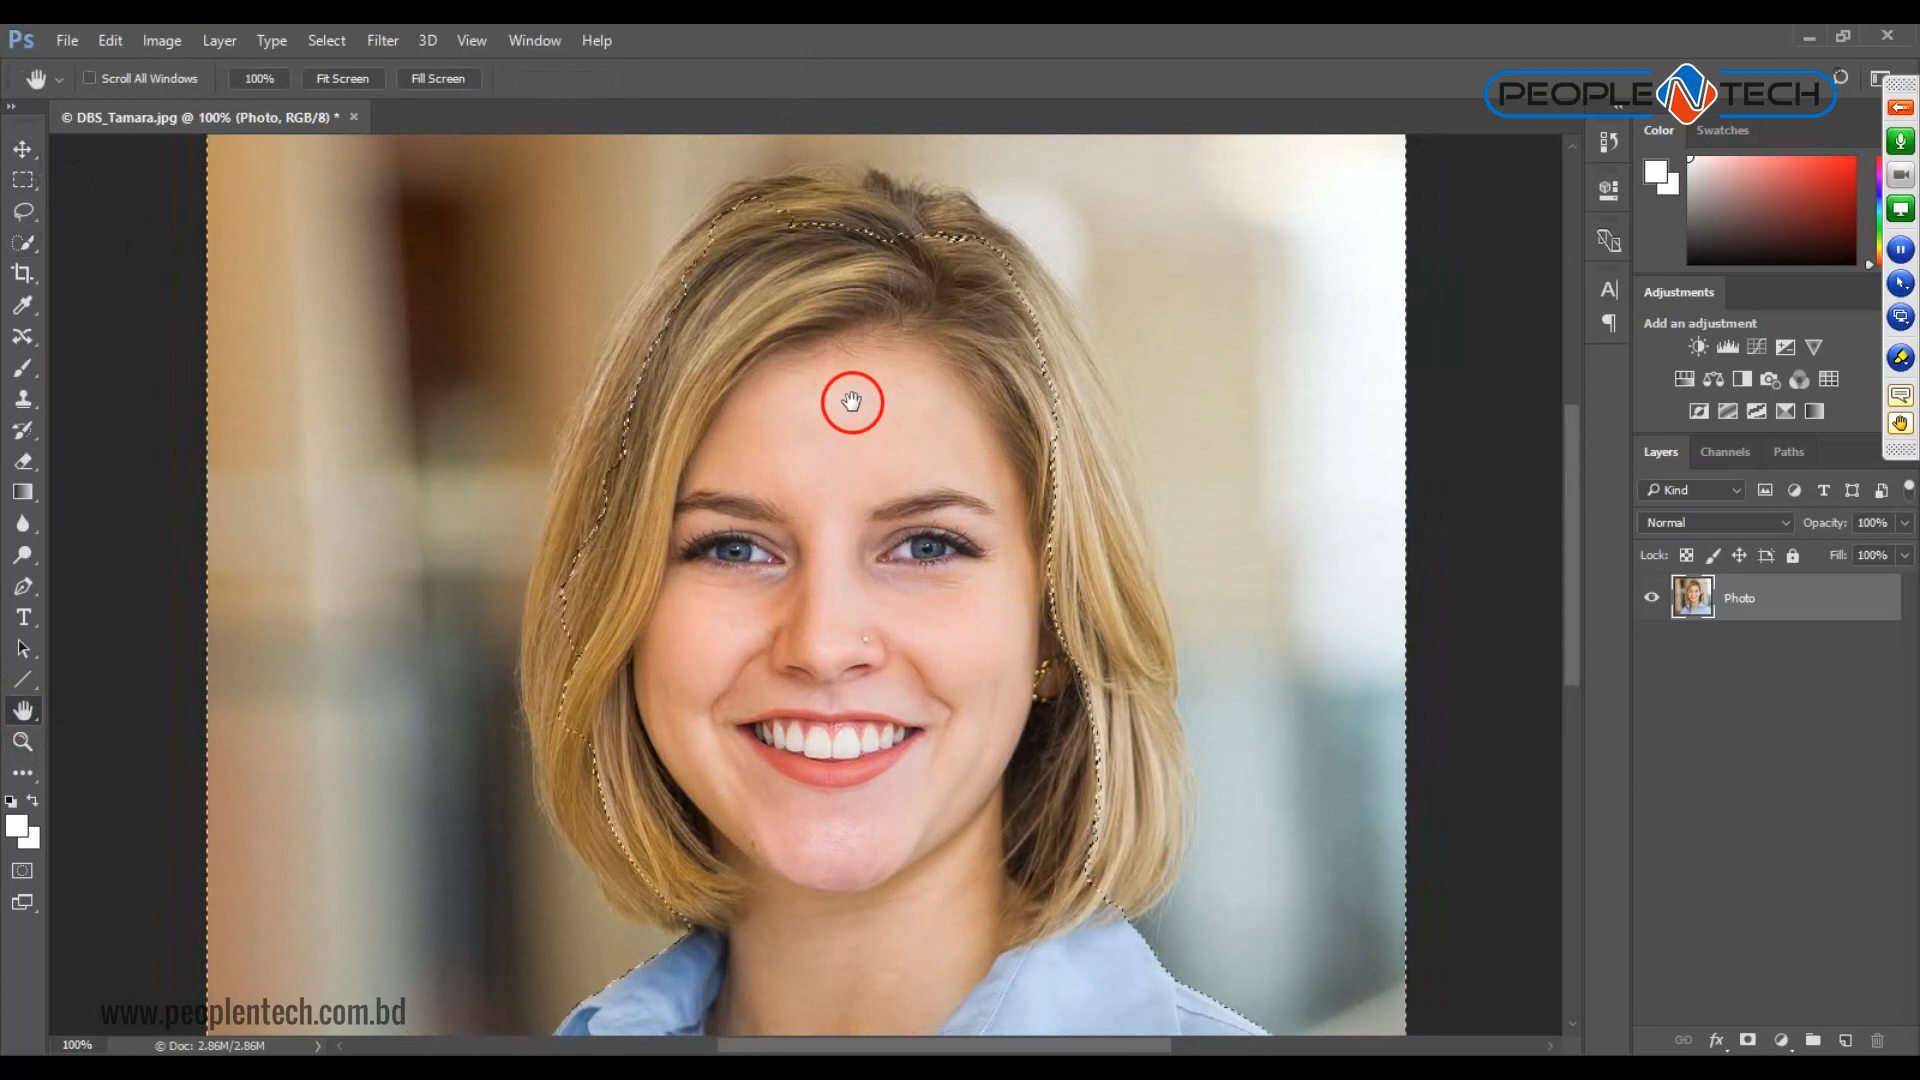 Ps File Edit Image Layer Type Select Filter 3D View Window Help
Scroll All Windows 100% Fit Screen Fill Screen
PEOPLE N TECH
© DBS_Tamara.jpg @ 100% (Photo, RGB/8) * ×
Color Swatches
Adjustments
Add an adjustment
Layers Channels Paths
Kind
Normal Opacity: 100%
Lock: Fill: 100%
Photo
www.peoplentech.com.bd
100% © Doc: 2.86M/2.86M
fx